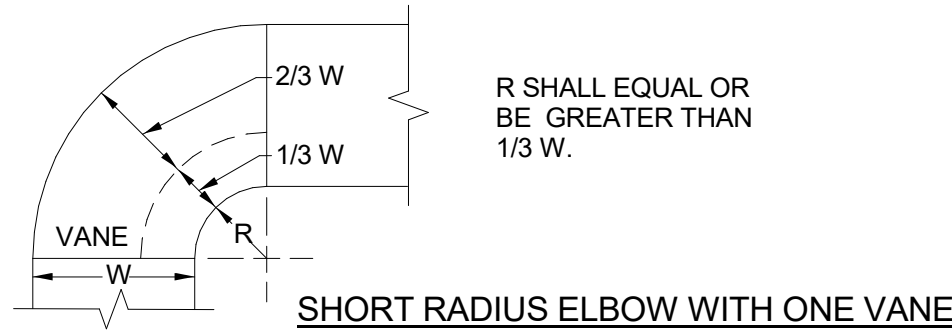 2/3 W
R SHALL EQUAL OR
BE GREATER THAN
1/3 W.
1/3 W
R
VANE
W
SHORT RADIUS ELBOW WITH ONE VANE